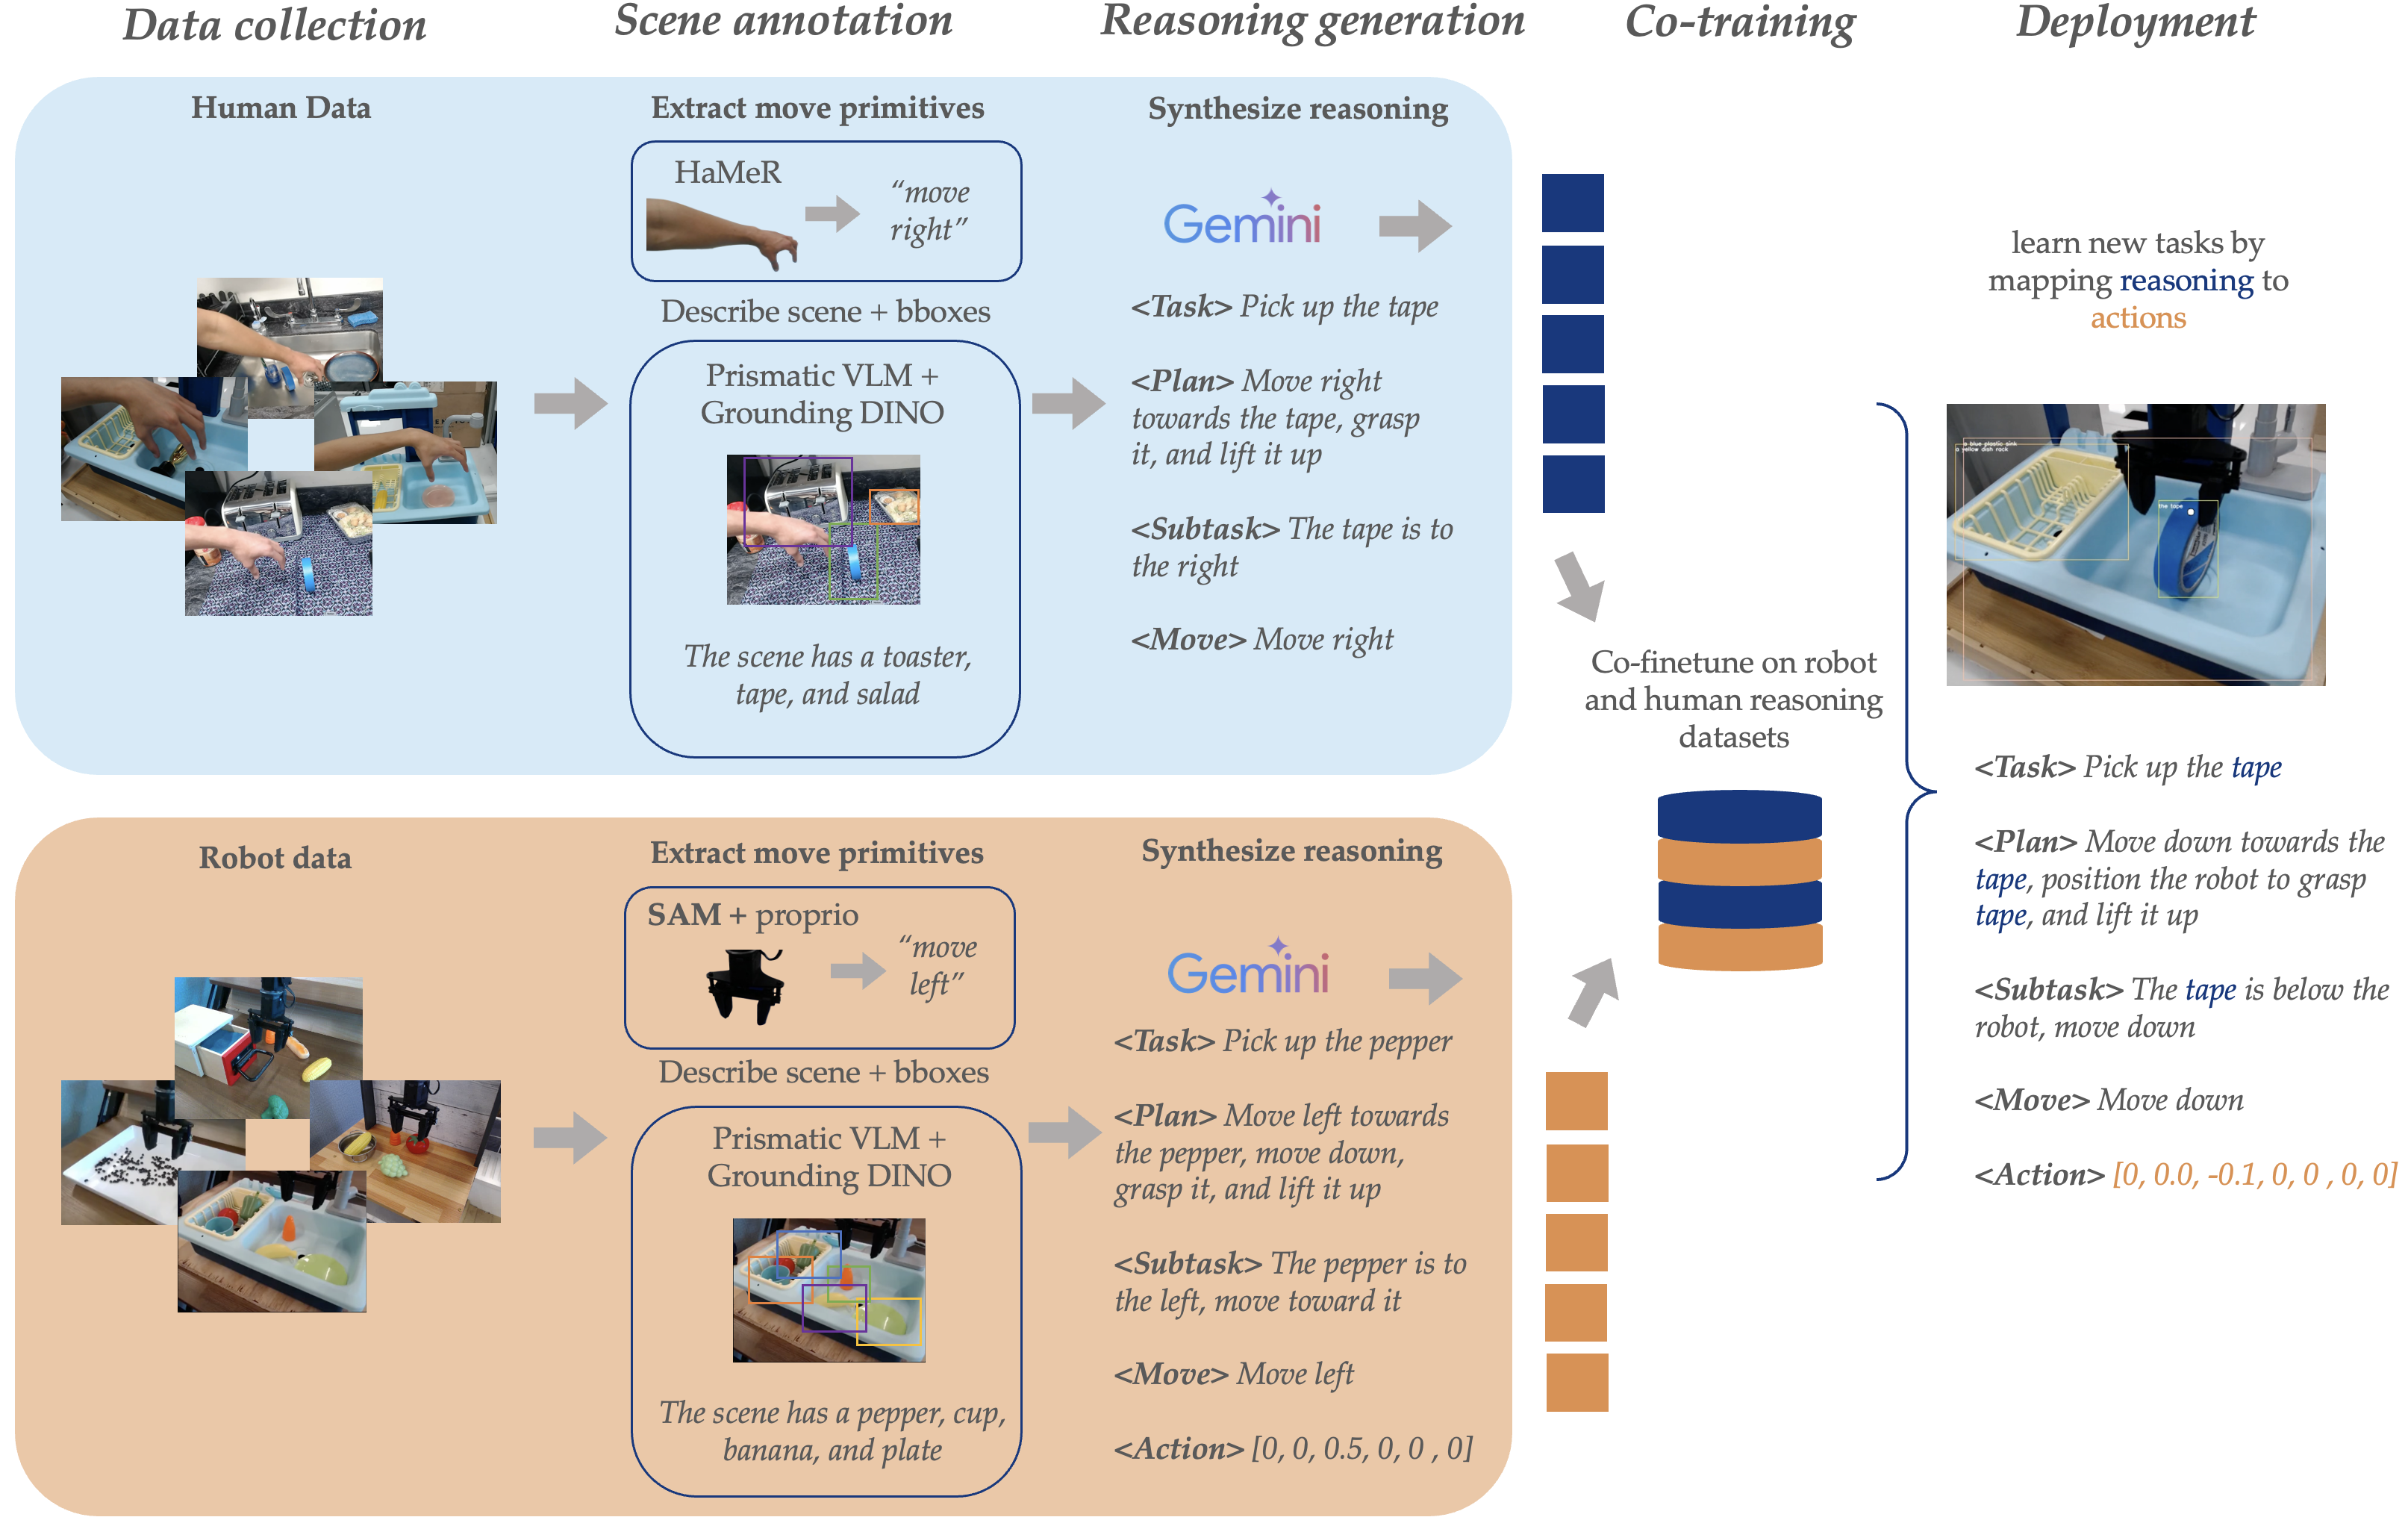 Data collection
Scene annotation
Reasoning generation
Co-training
Deployment
Human Data
Extract move primitives
HaMeR
“move
right”
Describe scene + bboxes
Prismatic VLM +
Grounding DINO
The scene has a toaster,
tape, and salad
Synthesize reasoning
Gemini
<Task> Pick up the tape
<Plan> Move right
towards the tape, grasp
it, and lift it up
<Subtask> The tape is to
the right
<Move> Move right
Robot data
Extract move primitives
SAM + proprio
“move
left”
Describe scene + bboxes
Prismatic VLM +
Grounding DINO
The scene has a pepper, cup,
banana, and plate
Synthesize reasoning
Gemini
<Task> Pick up the pepper
<Plan> Move left towards
the pepper, move down,
grasp it, and lift it up
<Subtask> The pepper is to
the left, move toward it
<Move> Move left
<Action> [0, 0, 0.5, 0, 0 , 0]
Co-finetune on robot
and human reasoning
datasets
learn new tasks by
mapping reasoning to
actions
a blue plastic sink
a yellow dish rack
the tape
<Task> Pick up the tape
<Plan> Move down towards the
tape, position the robot to grasp
tape, and lift it up
<Subtask> The tape is below the
robot, move down
<Move> Move down
<Action> [0, 0.0, -0.1, 0, 0 , 0, 0]